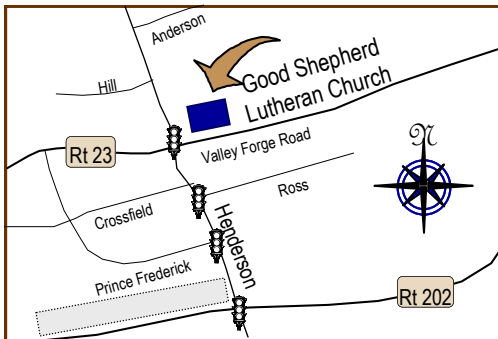 Anderson
Good Shepherd
Lutheran Church
Hill
Rt 23
Valley Forge Road
N
Ross
Crossfield
Henderson
Prince Frederick
Rt 202